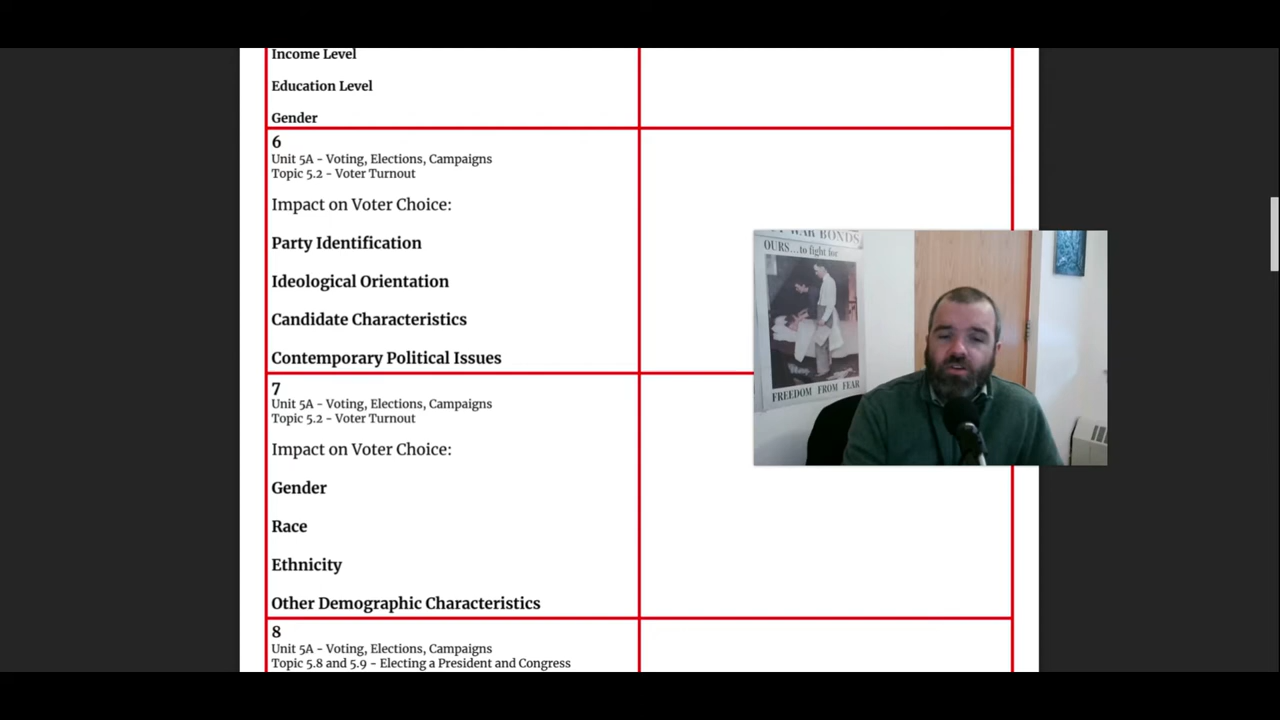 Income Level
Education Level
Gender
6
Unit 5A - Voting, Elections, Campaigns
Topic 5.2 - Voter Turnout
Impact on Voter Choice:
Party Identification
Ideological Orientation
Candidate Characteristics
Contemporary Political Issues
7
Unit 5A - Voting, Elections, Campaigns
Topic 5.2 - Voter Turnout
Impact on Voter Choice:
Gender
Race
Ethnicity
Other Demographic Characteristics
8
Unit 5A - Voting, Elections, Campaigns
Topic 5.8 and 5.9 - Electing a President and Congress
WAR BONDS
OURS...to fight for
FREEDOM FROM FEAR